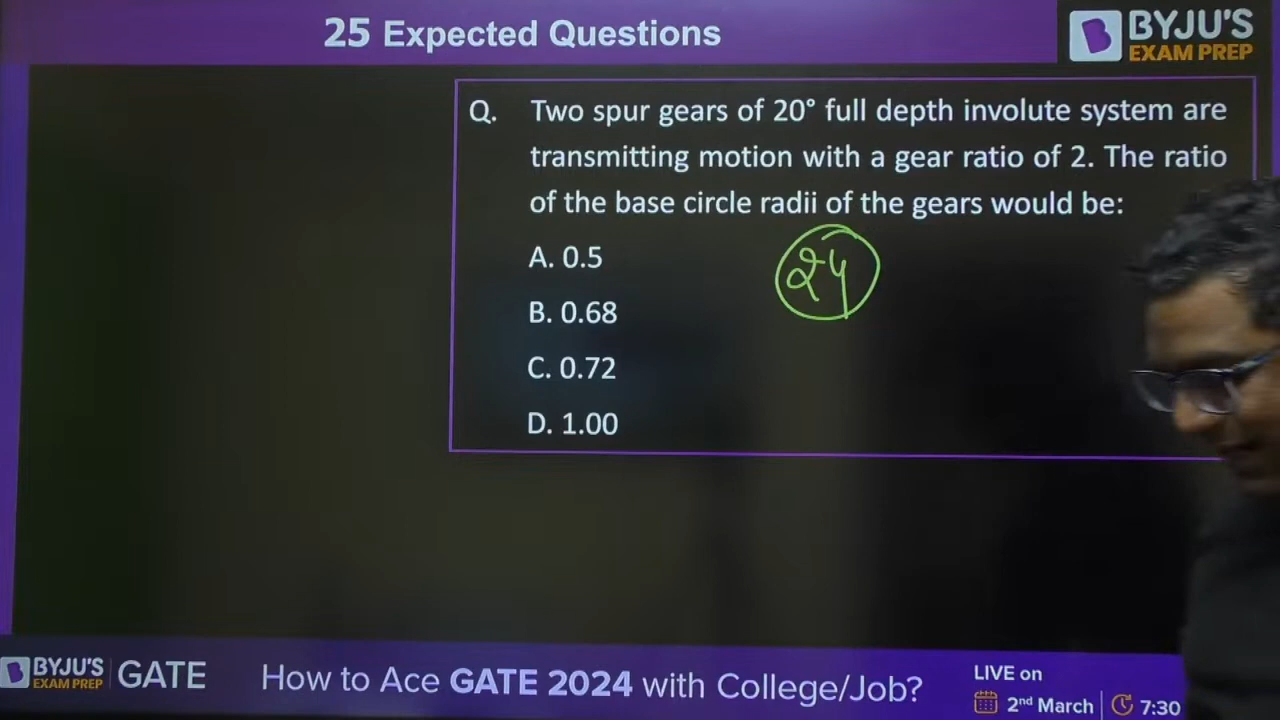 25 Expected Questions
BYJU'S
EXAM PREP
Q. Two spur gears of 20° full depth involute system are
transmitting motion with a gear ratio of 2. The ratio
of the base circle radii of the gears would be:
24
A. 0.5
B. 0.68
C. 0.72
D. 1.00
BYJU'S
EXAM PREP
GATE
How to Ace GATE 2024 with College/Job?
LIVE on
2nd March
7:30